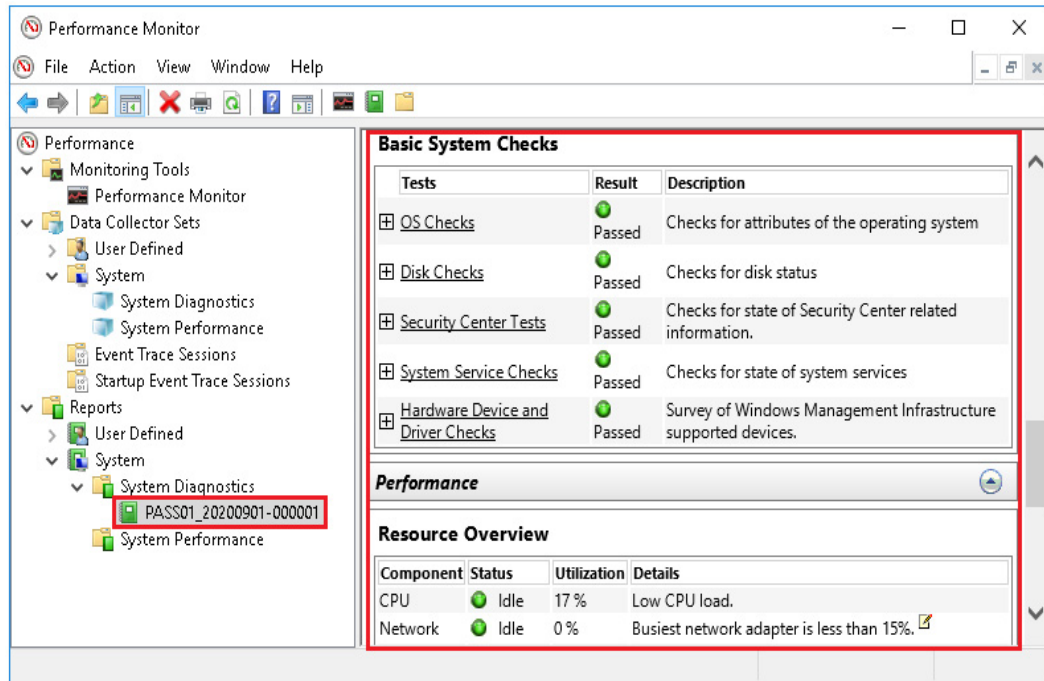 Performance Monitor
File Action View Window Help
Performance
Monitoring Tools
Performance Monitor
Data Collector Sets
User Defined
System
System Diagnostics
System Performance
Event Trace Sessions
Startup Event Trace Sessions
Reports
User Defined
System
System Diagnostics
PASS01_20200901-000001
System Performance
Basic System Checks
Tests Result Description
OS Checks Passed Checks for attributes of the operating system
Disk Checks Passed Checks for disk status
Security Center Tests Passed Checks for state of Security Center related
information.
System Service Checks Passed Checks for state of system services
Hardware Device and
Driver Checks Passed Survey of Windows Management Infrastructure
supported devices.
Performance
Resource Overview
Component Status Utilization Details
CPU Idle 17 % Low CPU load.
Network Idle 0 % Busiest network adapter is less than 15%.